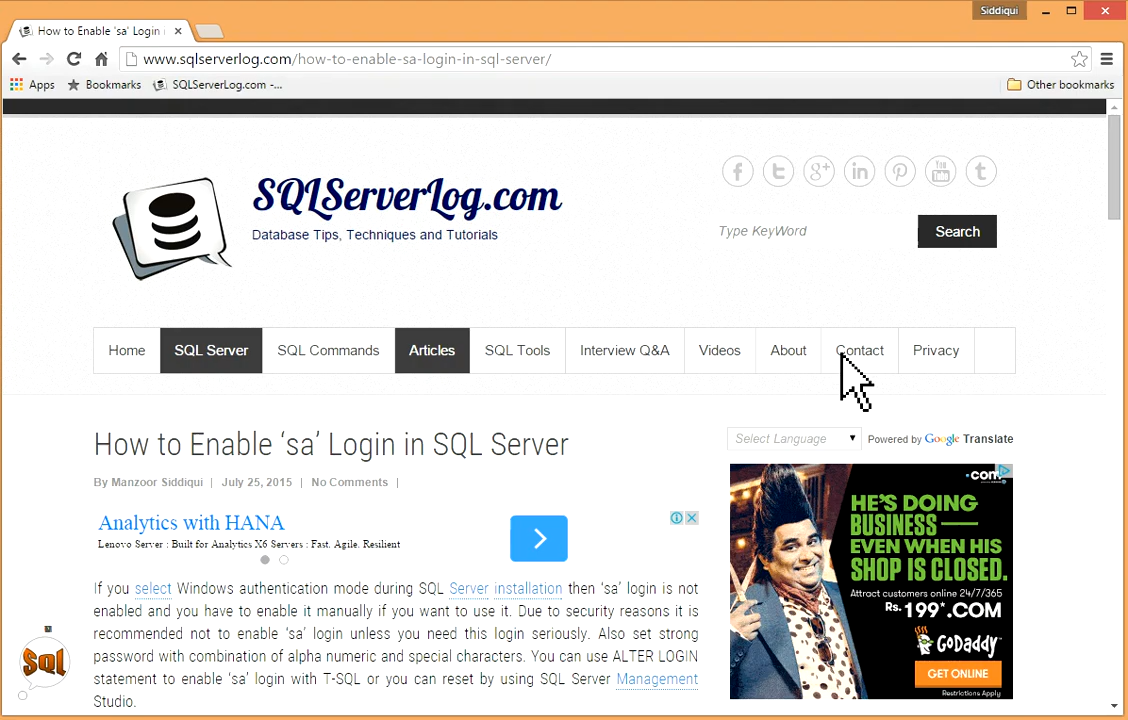 Siddiqui
How to Enable 'sa' Login
www.sqlserverlog.com/how-to-enable-sa-login-in-sql-server/
Apps Bookmarks SQLServerLog.com -... Other bookmarks
SQLServerLog.com
Database Tips, Techniques and Tutorials
f t g+ in p You Tube t
Type KeyWord Search
Home SQL Server SQL Commands Articles SQL Tools Interview Q&A Videos About Contact Privacy
How to Enable ‘sa’ Login in SQL Server
By Manzoor Siddiqui | July 25, 2015 | No Comments |
Select Language Powered by Google Translate
Analytics with HANA
Lenovo Server : Built for Analytics X6 Servers : Fast. Agile. Resilient
If you select Windows authentication mode during SQL Server installation then ‘sa’ login is not
enabled and you have to enable it manually if you want to use it. Due to security reasons it is
recommended not to enable ‘sa’ login unless you need this login seriously. Also set strong
password with combination of alpha numeric and special characters. You can use ALTER LOGIN
statement to enable ‘sa’ login with T-SQL or you can reset by using SQL Server Management
Studio.
.com
HE'S DOING
BUSINESS
EVEN WHEN HIS
SHOP IS CLOSED.
Attract customers online 24/7/365
Rs. 199*.COM
GoDaddy
GET ONLINE
Restrictions Apply
Sql